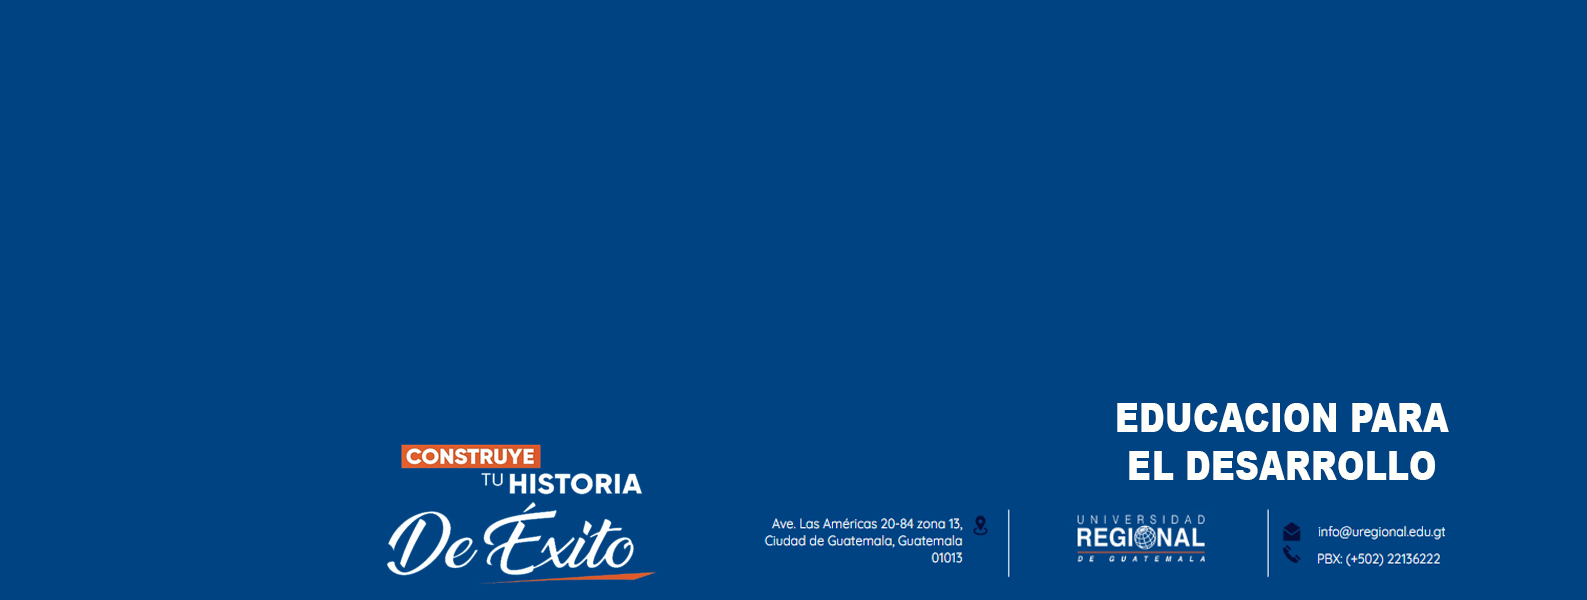 EDUCACION PARA
EL DESARROLLO
CONSTRUYE
TU HISTORIA
De Éxito
Ave. Las Américas 20-84 zona 13,
Ciudad de Guatemala, Guatemala
01013
UNIVERSIDAD
REGIONAL
DE GUATEMALA
info@uregional.edu.gt
PBX: (+502) 22136222